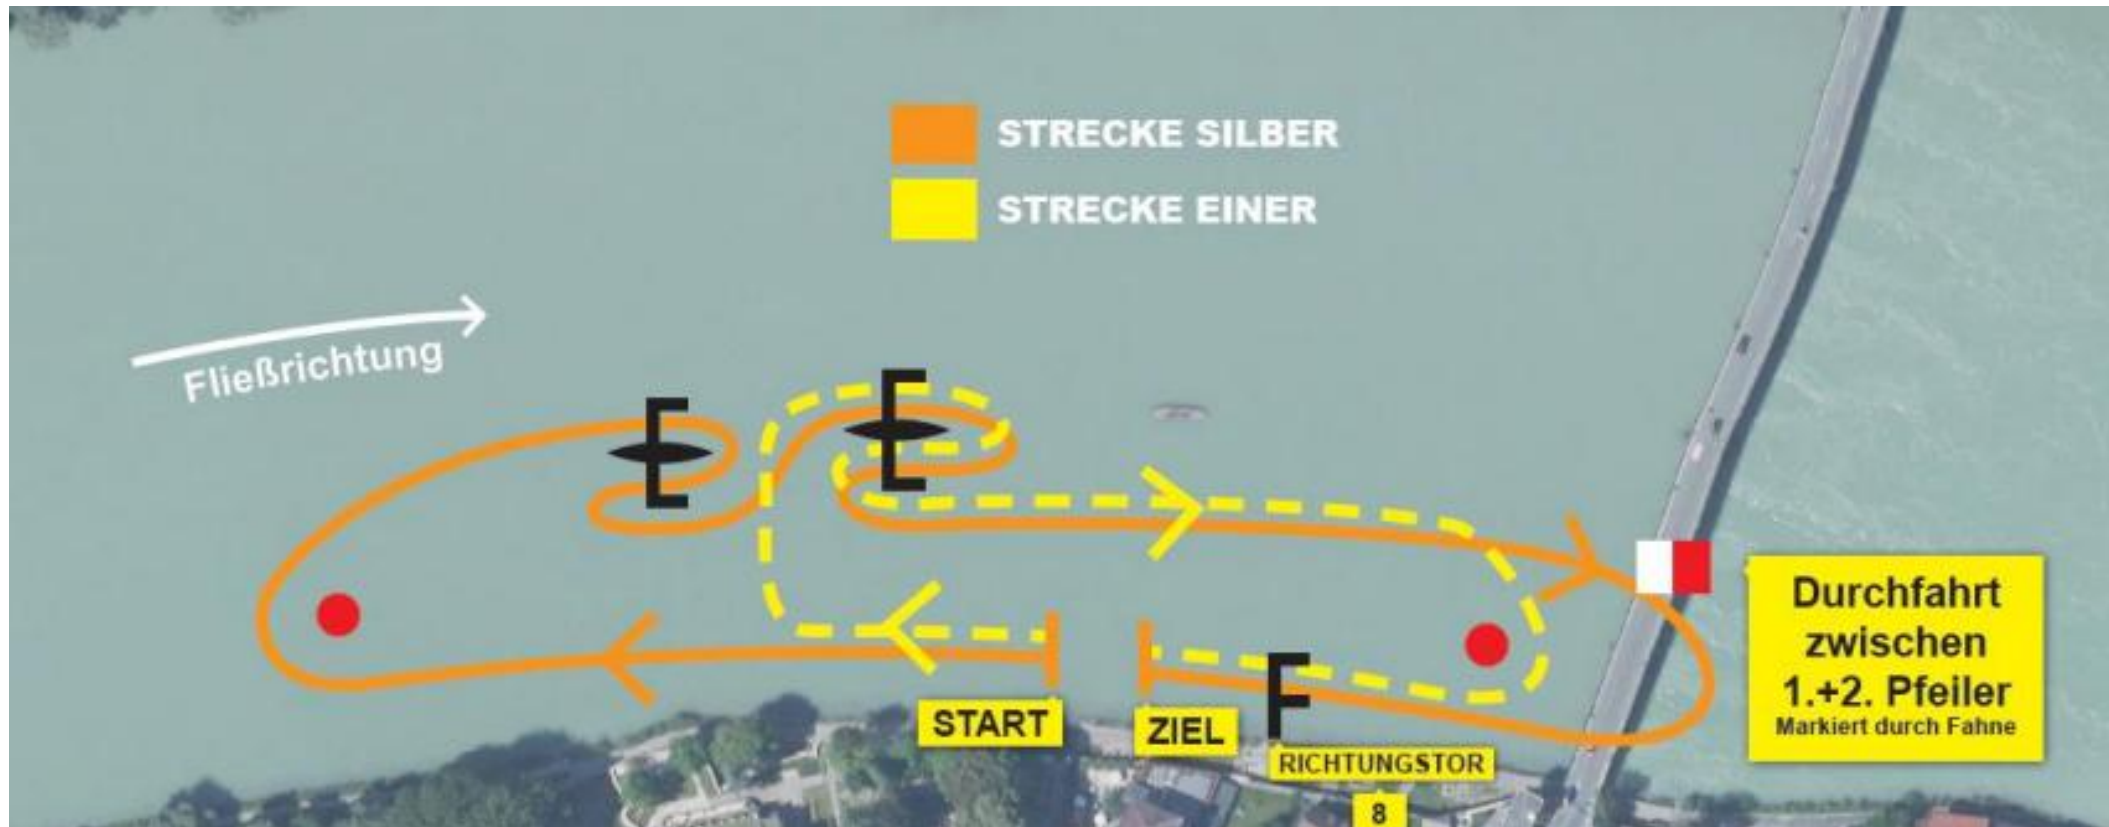 STRECKE SILBER
STRECKE EINER
Fließrichtung
START
ZIEL
RICHTUNGSTOR
8
Durchfahrt
zwischen
1.+2. Pfeiler
Markiert durch Fahne